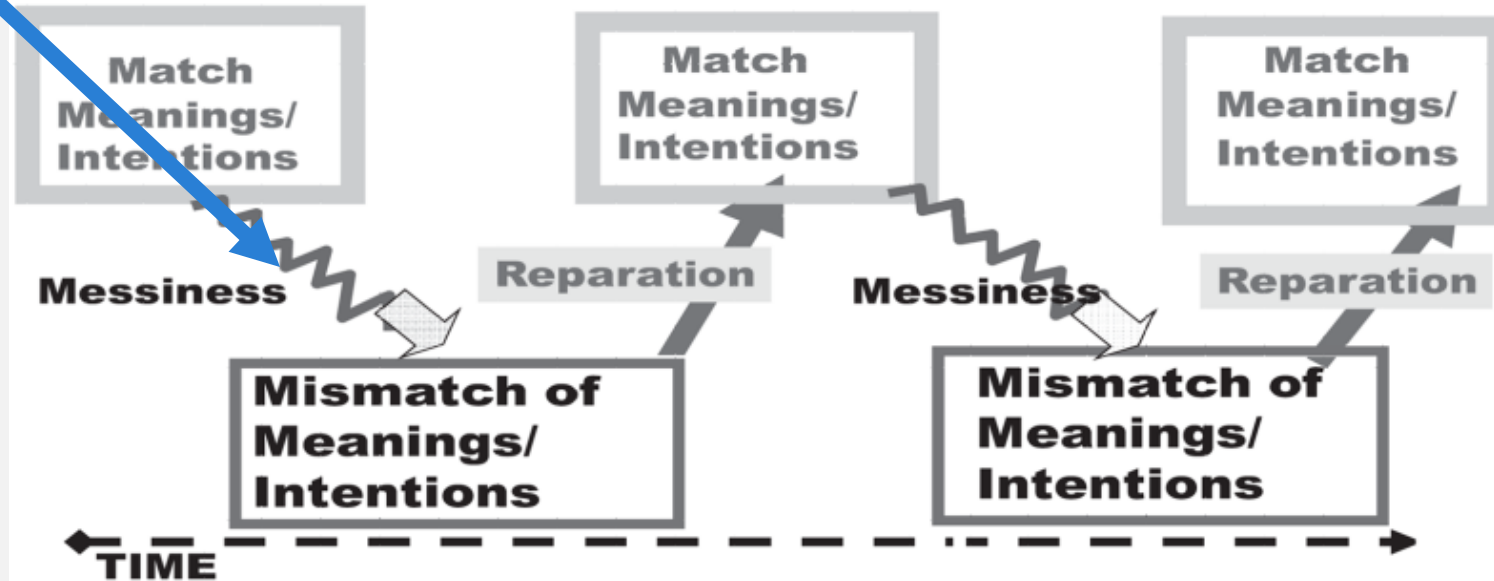 Match
Meanings/
Intentions
Match
Meanings/
Intentions
Match
Meanings/
Intentions
Messiness
Reparation
Messiness
Reparation
Mismatch of
Meanings/
Intentions
Mismatch of
Meanings/
Intentions
TIME